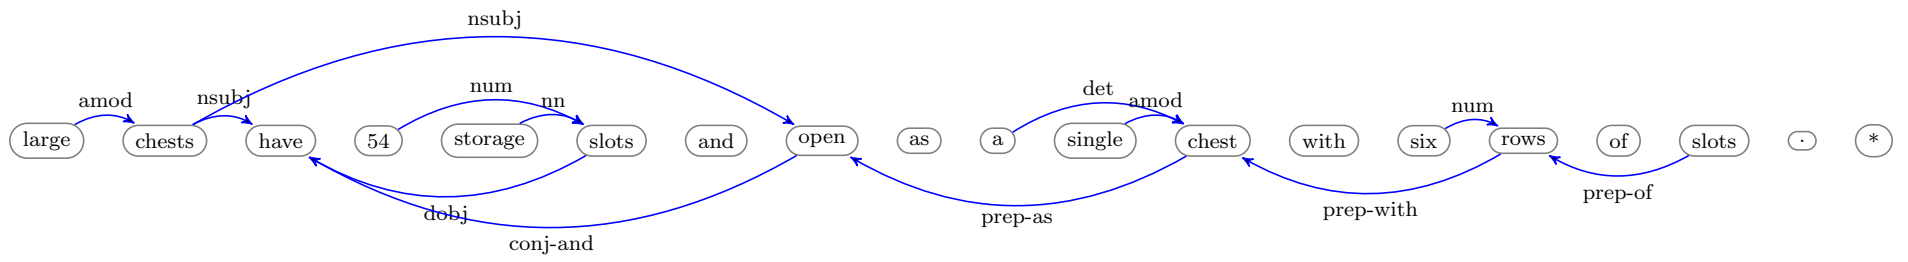 nsubj
num
det
amod nsubj nn amod num
large chests have 54 storage slots and open as a single chest with six rows of slots . *
prep-of
dobj prep-as prep-with
conj-and